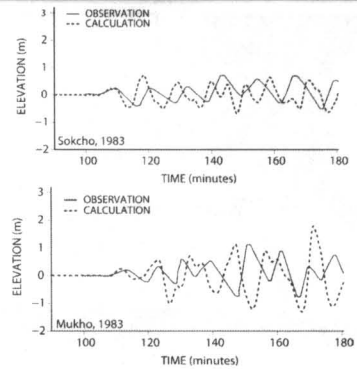 3
OBSERVATION
CALCULATION
2
1
0
−1
−2
ELEVATION (m)
Sokcho, 1983
100 120 140 160 180
TIME (minutes)
3
OBSERVATION
CALCULATION
2
1
0
−1
−2
ELEVATION (m)
Mukho, 1983
100 120 140 160 180
TIME (minutes)